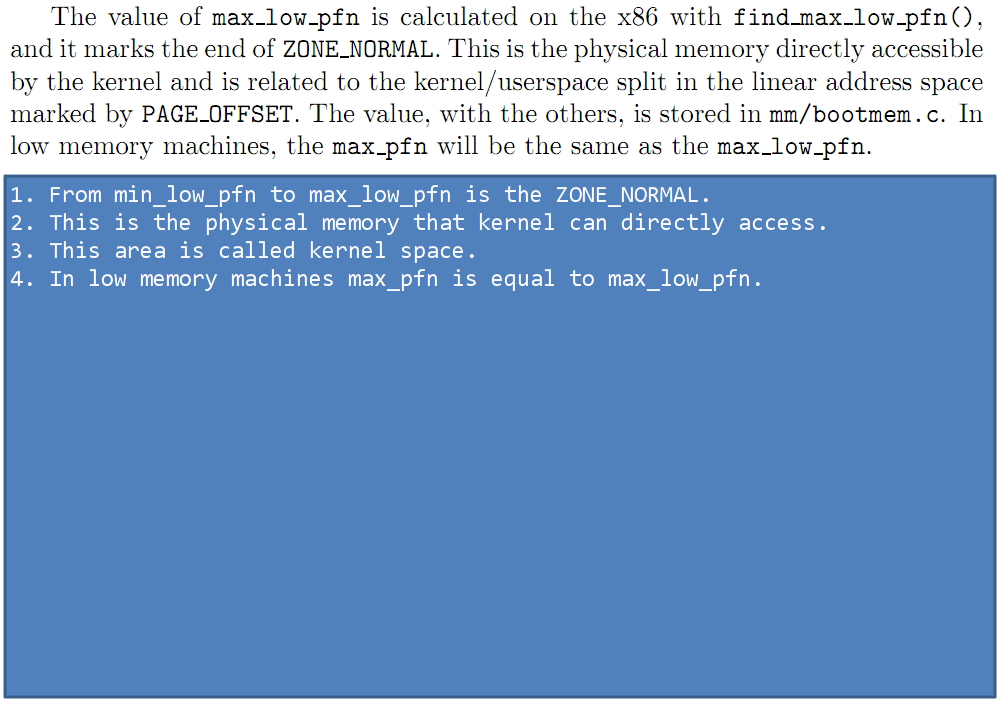 The value of max_low_pfn is calculated on the x86 with find_max_low_pfn(),
and it marks the end of ZONE_NORMAL. This is the physical memory directly accessible
by the kernel and is related to the kernel/userspace split in the linear address space
marked by PAGE_OFFSET. The value, with the others, is stored in mm/bootmem.c. In
low memory machines, the max_pfn will be the same as the max_low_pfn.
1. From min_low_pfn to max_low_pfn is the ZONE_NORMAL.
2. This is the physical memory that kernel can directly access.
3. This area is called kernel space.
4. In low memory machines max_pfn is equal to max_low_pfn.